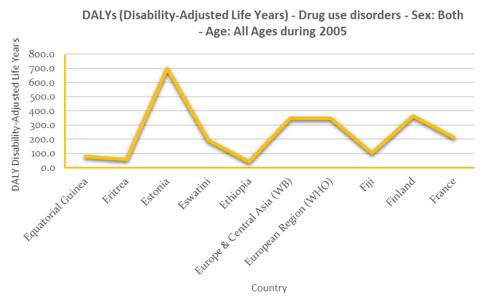 DALYs (Disability-Adjusted Life Years) - Drug use disorders - Sex: Both
- Age: All Ages during 2005
DALY Disability-Adjusted Life Years
800.0
700.0
600.0
500.0
400.0
300.0
200.0
100.0
0.0
Equatorial Guinea
Eritrea
Estonia
Eswatini
Ethiopia
Europe & Central Asia (WB)
European Region (WHO)
Fiji
Finland
France
Country